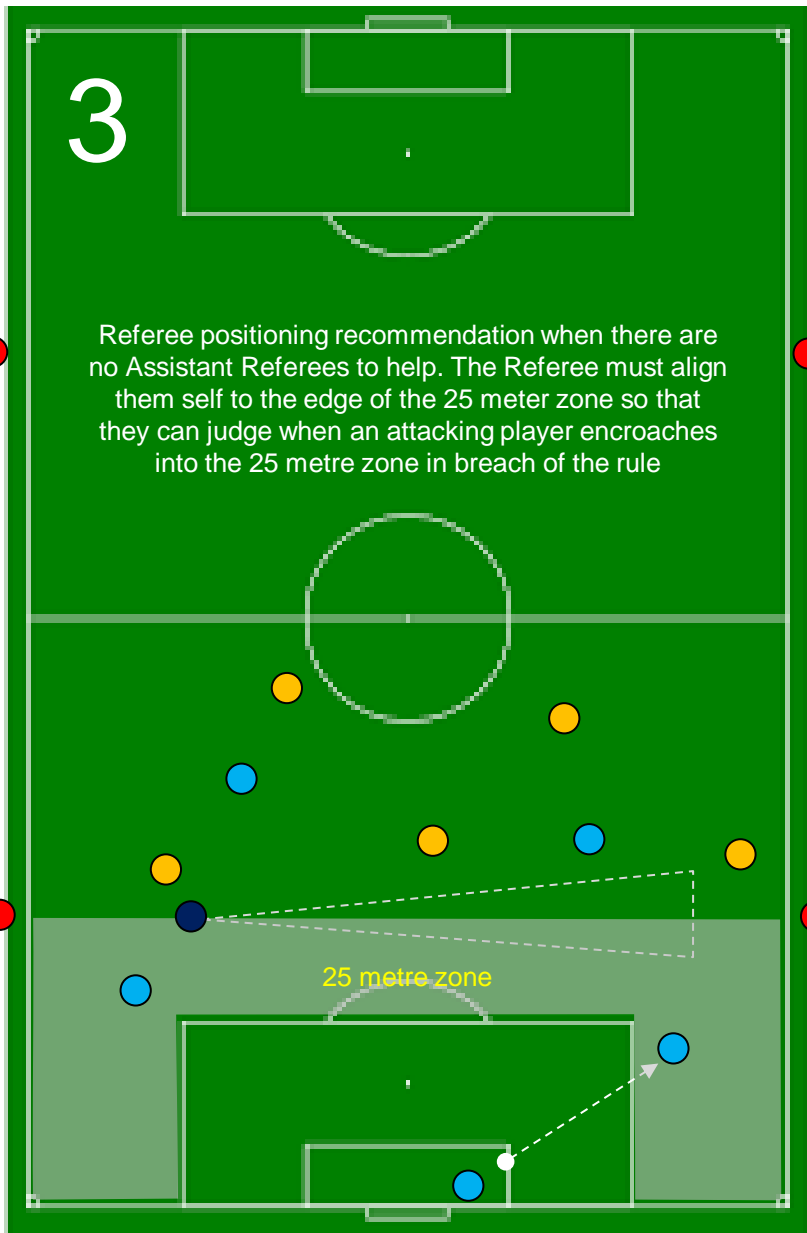 3
Referee positioning recommendation when there are
no Assistant Referees to help. The Referee must align
them self to the edge of the 25 meter zone so that
they can judge when an attacking player encroaches
into the 25 metre zone in breach of the rule
25 metre zone